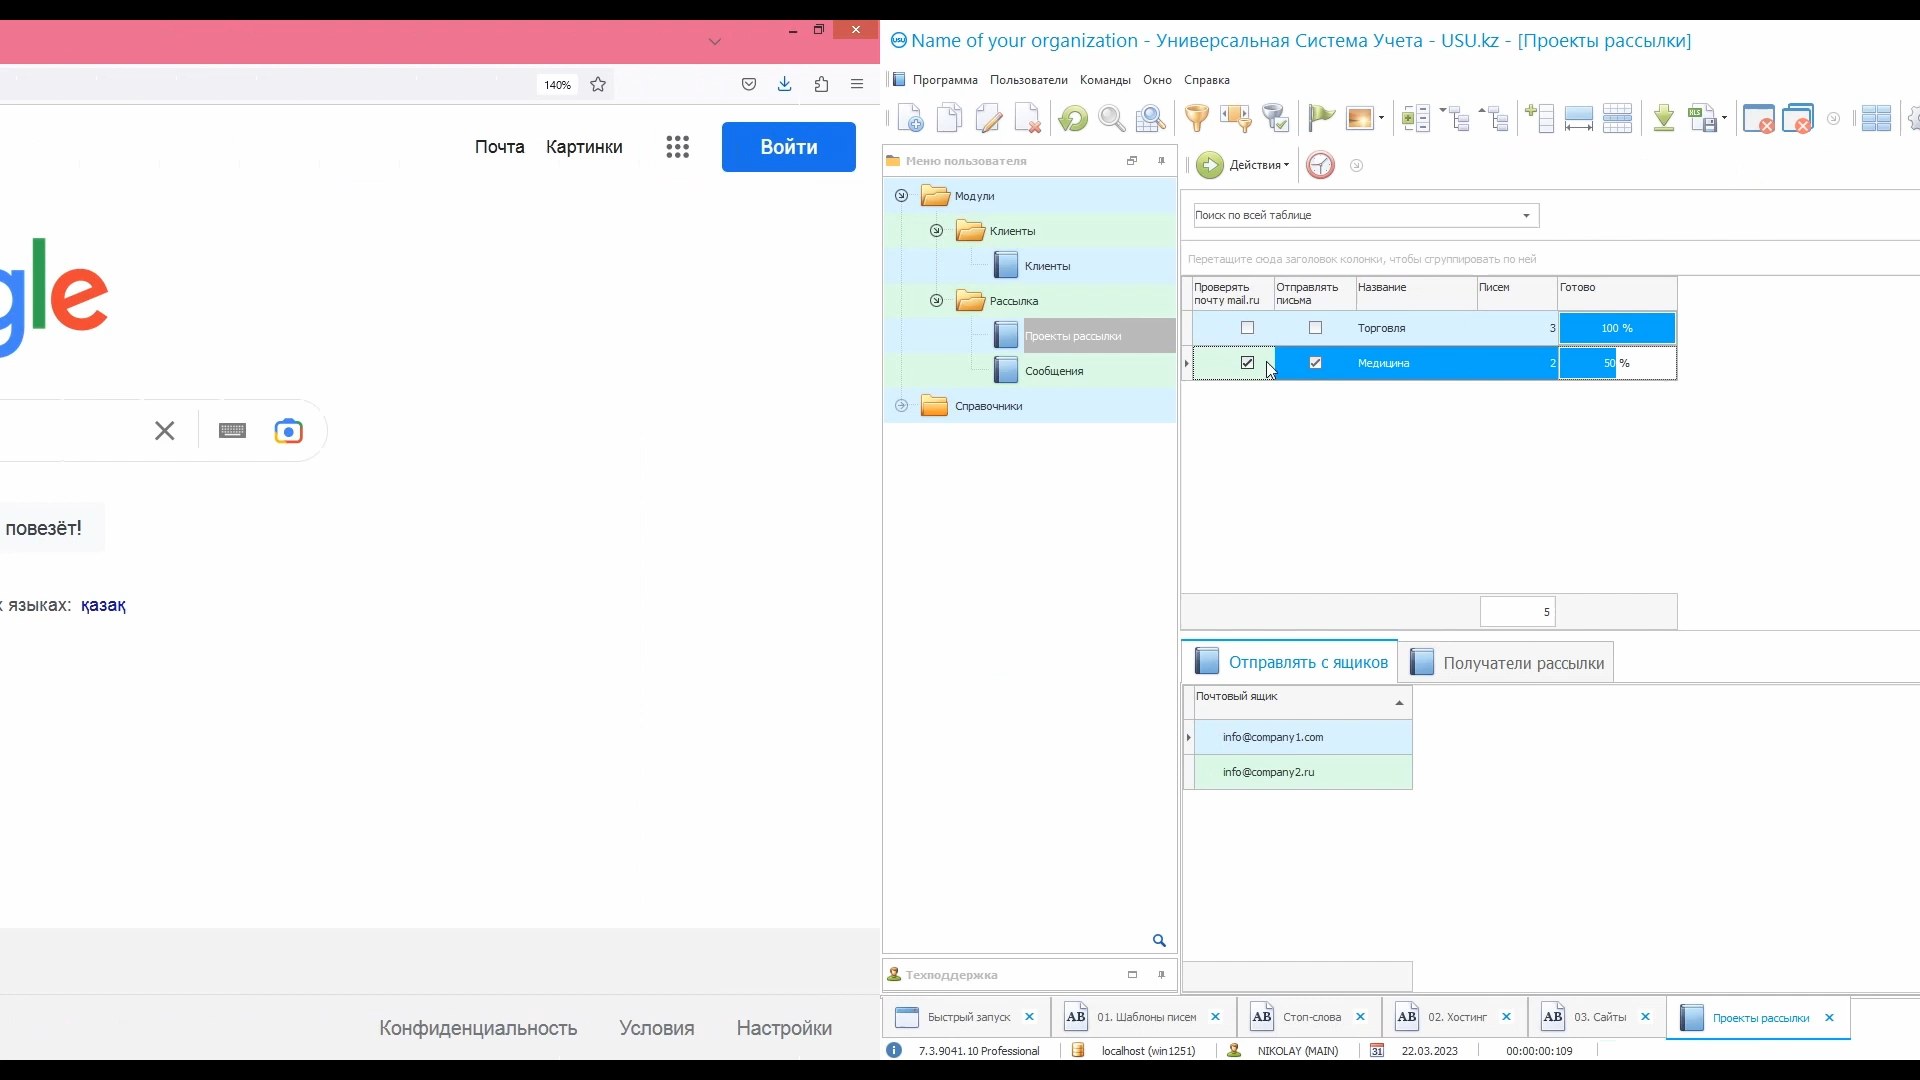 140%
Почта Картинки Войти
gle
повезёт!
языках: қазақ
Конфиденциальность Условия Настройки
Name of your organization - Универсальная Система Учета - USU.kz - [Проекты рассылки]
Программа Пользователи Команды Окно Справка
Действия
Меню пользователя
Модули
Клиенты
Клиенты
Рассылка
Проекты рассылки
Сообщения
Справочники
Техподдержка
Поиск по всей таблице
Перетащите сюда заголовок колонки, чтобы сгруппировать по ней
Проверять почту mail.ru Отправлять письма Название Писем Готово
Торговля 3 100 %
Медицина 2 50 %
5
Отправлять с ящиков Получатели рассылки
Почтовый ящик
info@company1.com
info@company2.ru
Быстрый запуск AB 01. Шаблоны писем AB Стоп-слова AB 02. Хостинг AB 03. Сайты Проекты рассылки
7.3.9041.10 Professional localhost (win1251) NIKOLAY (MAIN) 31 22.03.2023 00:00:00:109